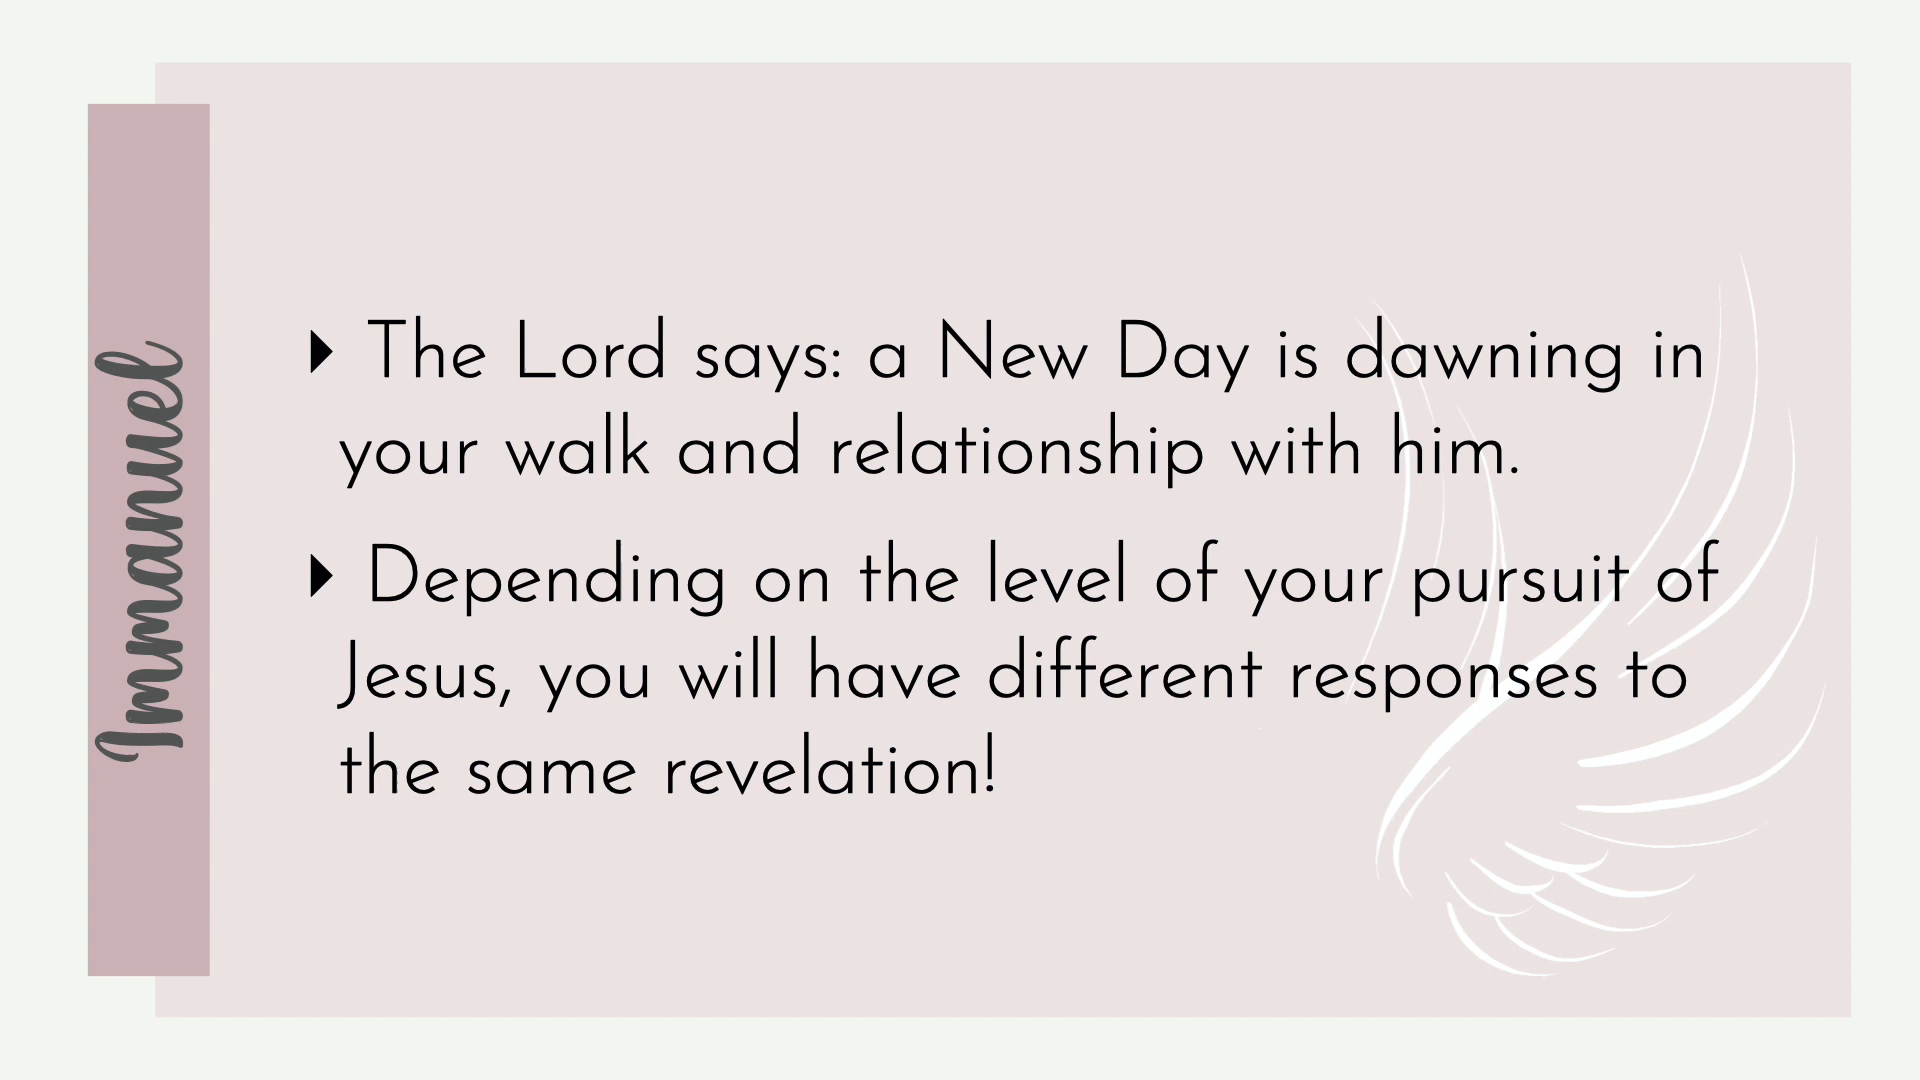 Immanuel
The Lord says: a New Day is dawning in
your walk and relationship with him.
Depending on the level of your pursuit of
Jesus, you will have different responses to
the same revelation!